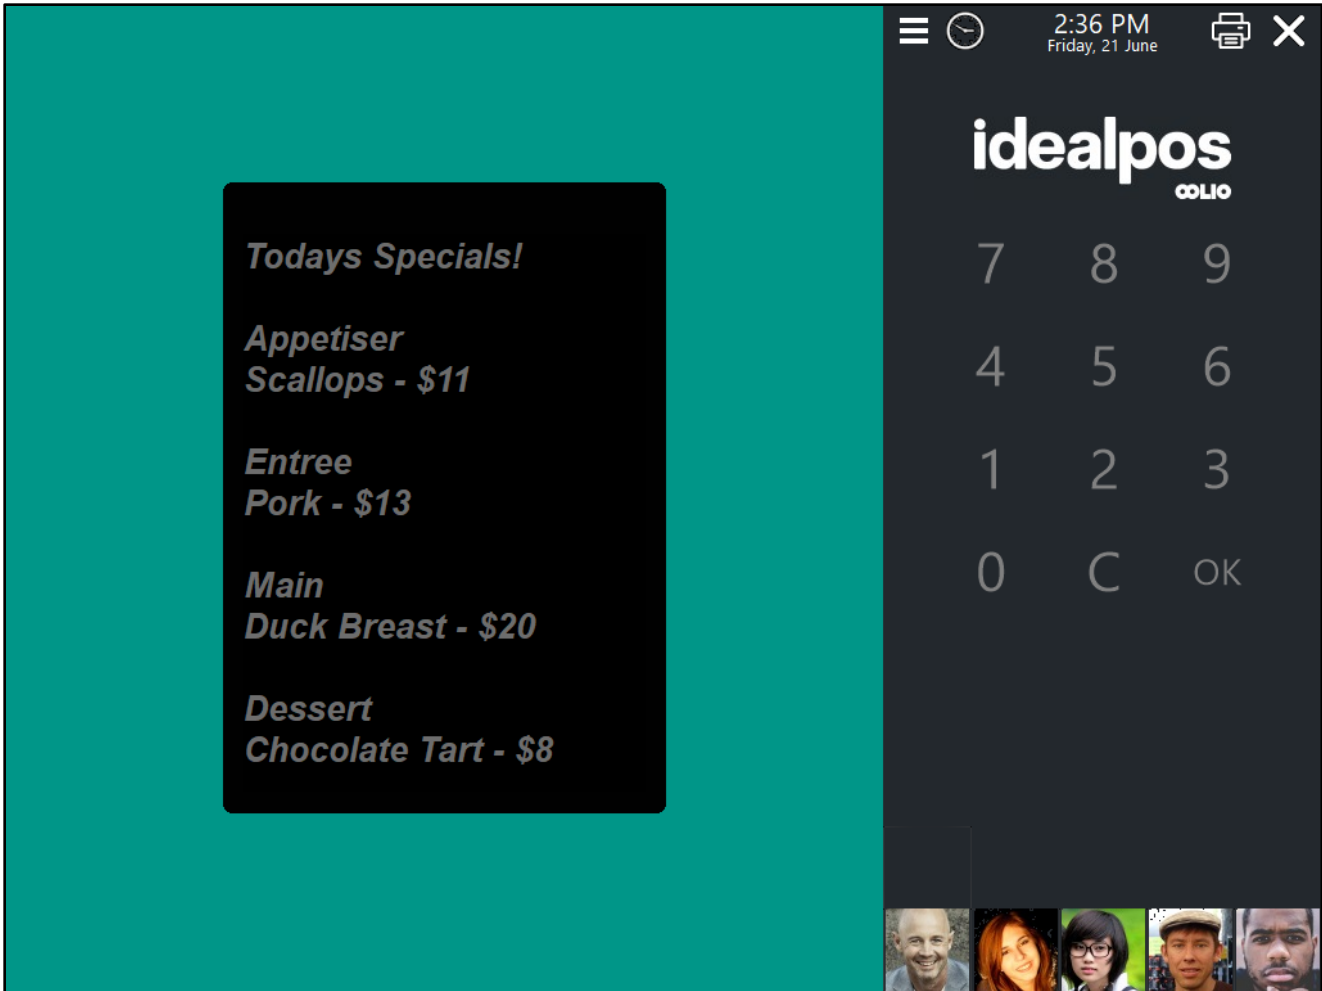 Todays Specials!
Appetiser
Scallops - $11
Entree
Pork - $13
Main
Duck Breast - $20
Dessert
Chocolate Tart - $8
2:36 PM
Friday, 21 June
idealpos
OOLIO
7 8 9
4 5 6
1 2 3
0 C OK